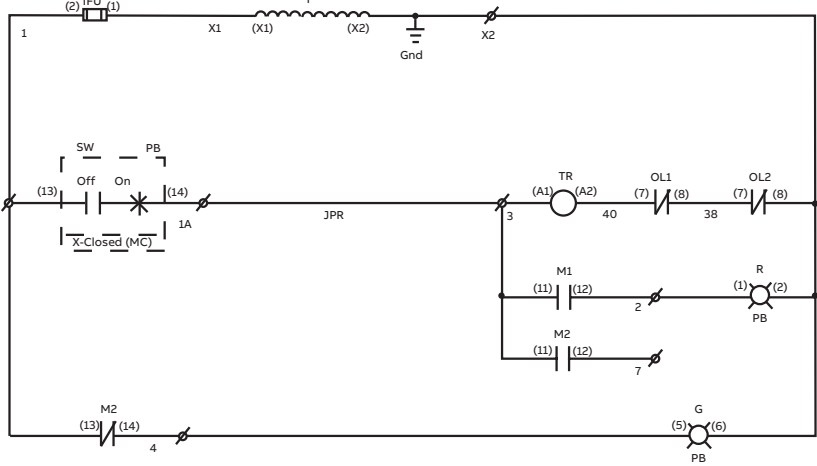 (2) 1FU (1)
1
X1 (X1) (X2) X2
Gnd
SW PB
(13) Off On (14)
1A
X-Closed (MC)
JPR
3
TR
(A1) (A2)
40
OL1
(7) (8)
38
OL2
(7) (8)
M1
(11) (12)
2
R
(1) (2)
PB
M2
(11) (12)
7
M2
(13) (14)
4
G
(5) (6)
PB